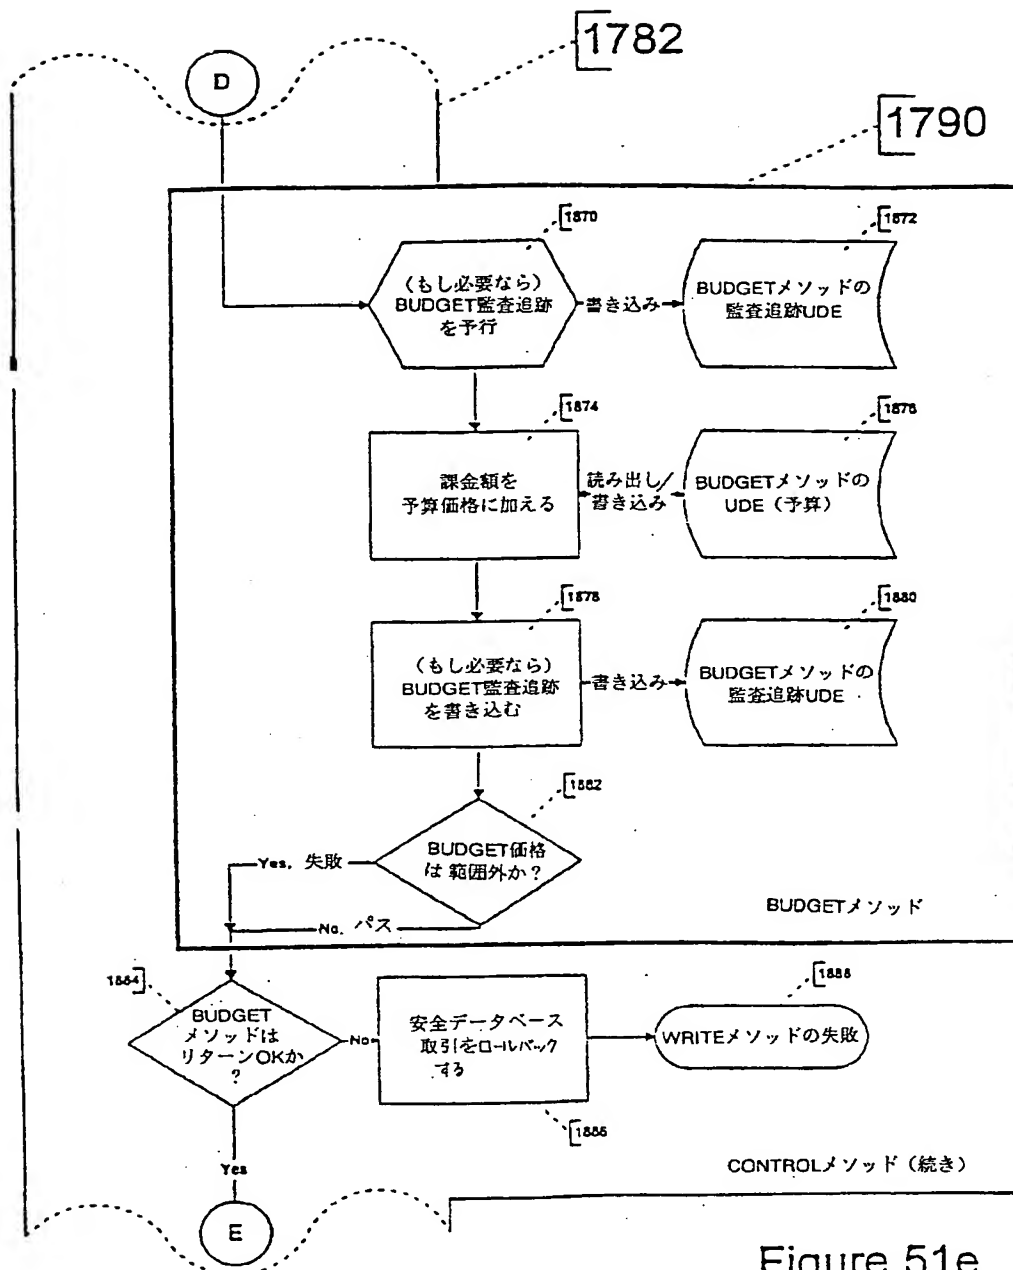 1782
D
1790
1870
(もし必要なら)
BUDGET監査追跡
を予行
書き込み
1872
BUDGETメソッドの
監査追跡UDE
1874
課金額を
予算価格に加える
読み出し/
書き込み
1876
BUDGETメソッドの
UDE(予算)
1878
(もし必要なら)
BUDGET監査追跡
を書き込む
書き込み
1880
BUDGETメソッドの
監査追跡UDE
1882
BUDGET価格
は 範囲外か?
Yes, 失敗
No, パス
BUDGETメソッド
1884
BUDGET
メソッドは
リターンOKか
?
No
安全データベース
取引をロールバック
する
1886
1888
WRITEメソッドの失敗
Yes
CONTROLメソッド(続き)
E
Figure 51e